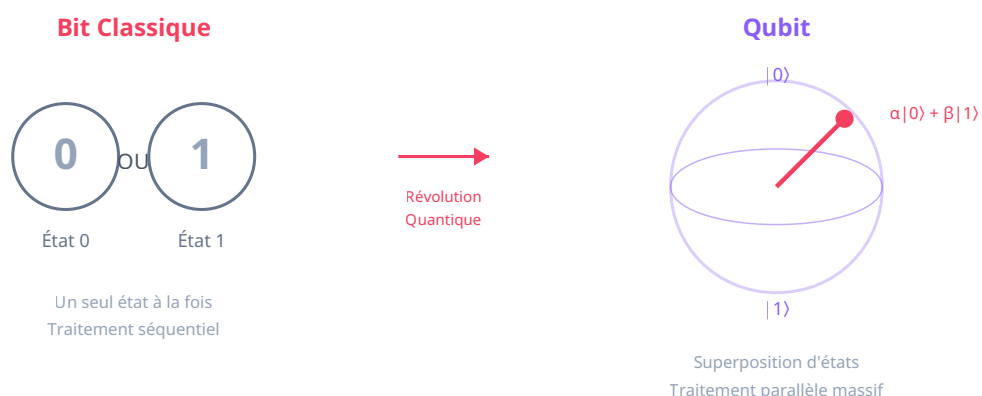 Bit Classique
0
OU
1
État 0
État 1
Un seul état à la fois
Traitement séquentiel
Révolution
Quantique
Qubit
|0⟩
α|0⟩ + β|1⟩
|1⟩
Superposition d'états
Traitement parallèle massif